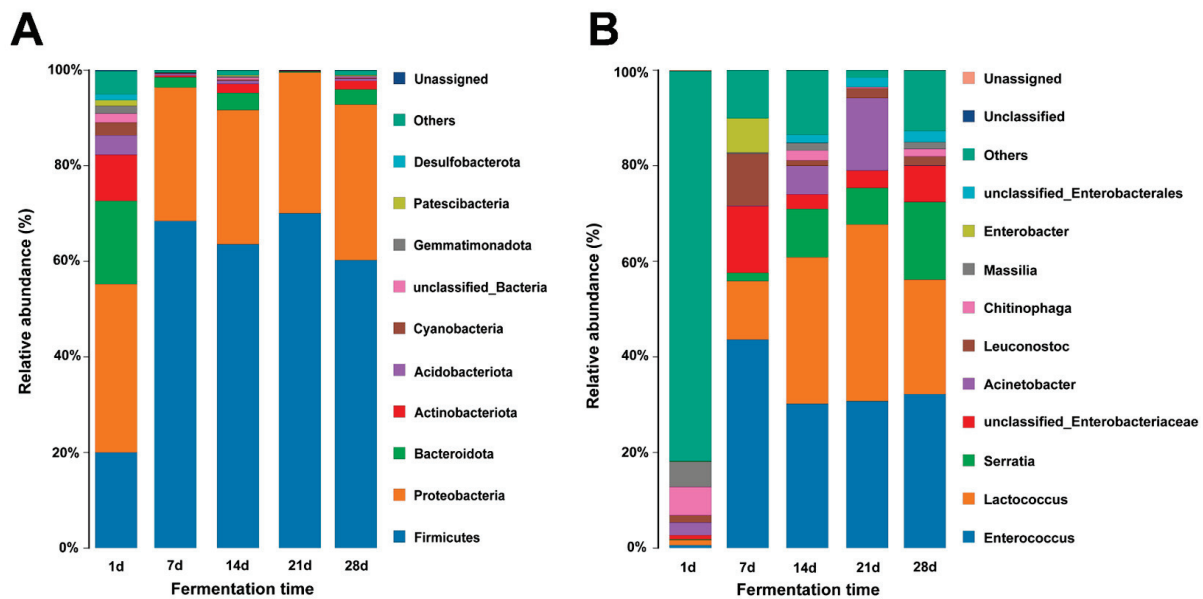 A
Relative abundance (%)
100%
80%
60%
40%
20%
0%
1d
7d
14d
21d
28d
Fermentation time
Unassigned
Others
Desulfobacterota
Patescibacteria
Gemmatimonadota
unclassified_Bacteria
Cyanobacteria
Acidobacteriota
Actinobacteriota
Bacteroidota
Proteobacteria
Firmicutes
B
Relative abundance (%)
100%
80%
60%
40%
20%
0%
1d
7d
14d
21d
28d
Fermentation time
Unassigned
Unclassified
Others
unclassified_Enterobacterales
Enterobacter
Massilia
Chitinophaga
Leuconostoc
Acinetobacter
unclassified_Enterobacteriaceae
Serratia
Lactococcus
Enterococcus